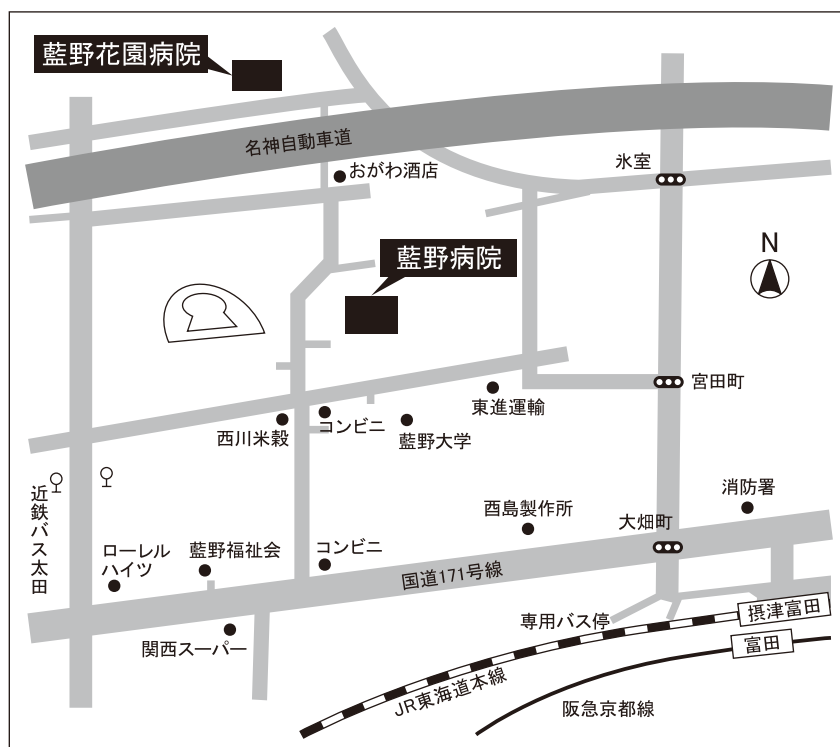 藍野花園病院
名神自動車道
おがわ酒店
氷室
藍野病院
N
宮田町
東進運輸
コンビニ
西川米穀
藍野大学
近鉄バス太田
消防署
酉島製作所
大畑町
ローレル
ハイツ
藍野福祉会
コンビニ
国道171号線
関西スーパー
専用バス停
摂津富田
富田
JR東海道本線
阪急京都線